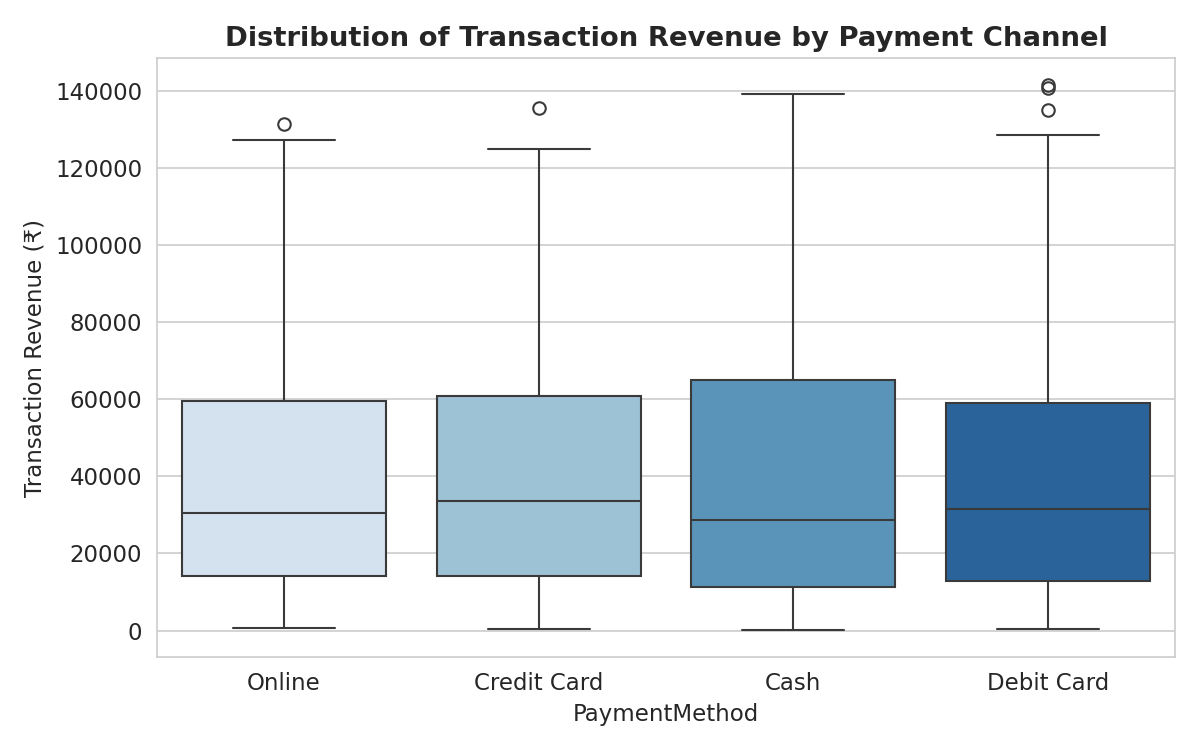 Distribution of Transaction Revenue by Payment Channel
Transaction Revenue (₹)
140000
120000
100000
80000
60000
40000
20000
0
Online
Credit Card
Cash
Debit Card
PaymentMethod